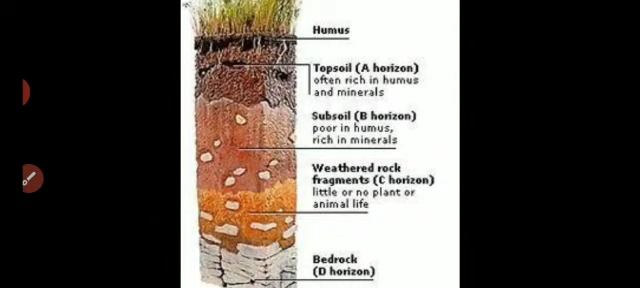 Humus
Topsoil (A horizon)
often rich in humus
and minerals
Subsoil (B horizon)
poor in humus,
rich in minerals
Weathered rock
fragments (C horizon)
little or no plant or
animal life
Bedrock
(D horizon)